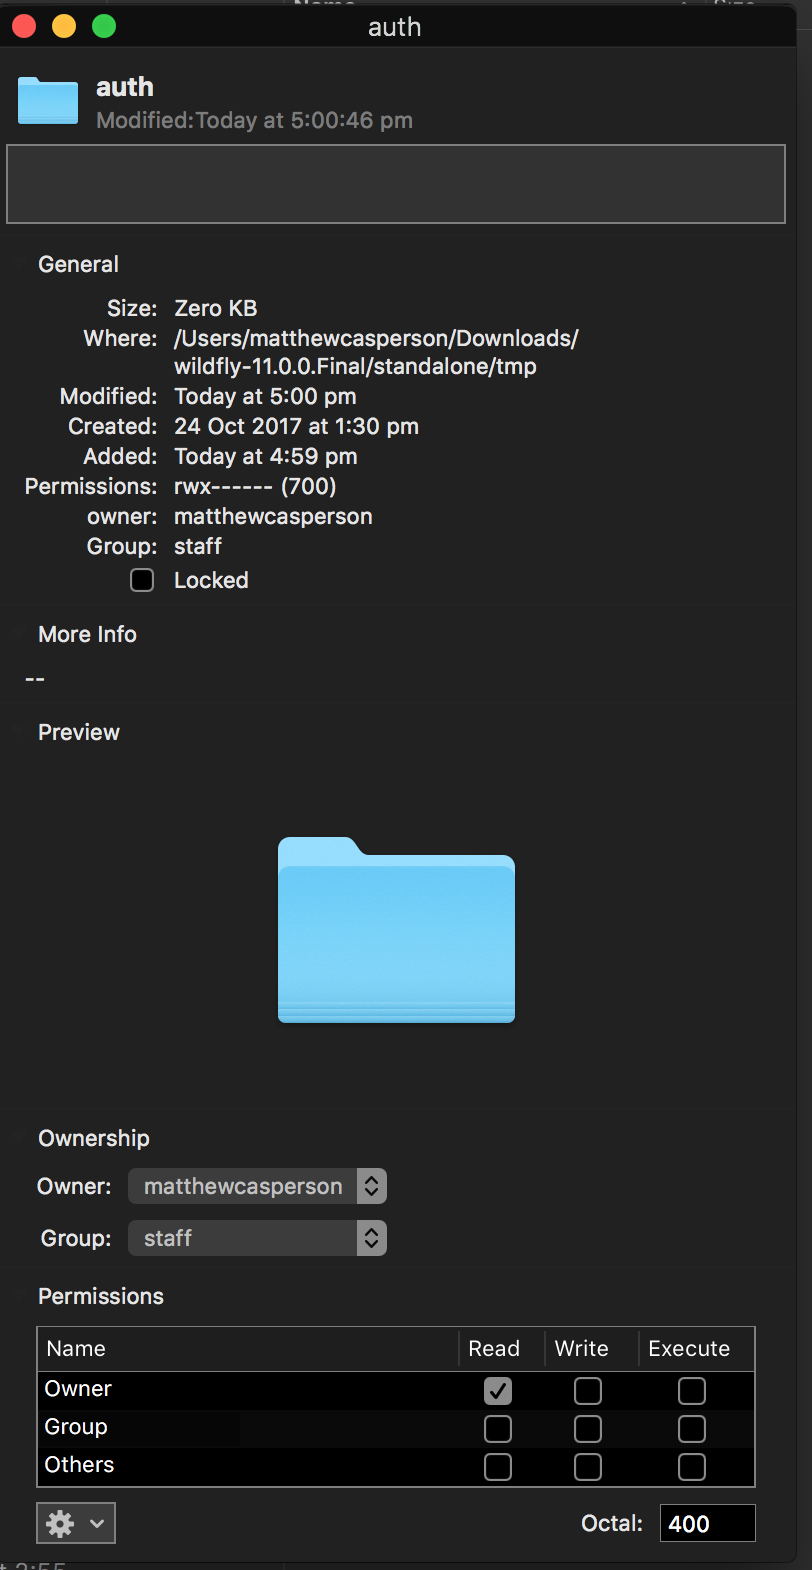 auth
auth
Modified:Today at 5:00:46 pm
General
Size: Zero KB
Where: /Users/matthewcasperson/Downloads/
wildfly-11.0.0.Final/standalone/tmp
Modified: Today at 5:00 pm
Created: 24 Oct 2017 at 1:30 pm
Added: Today at 4:59 pm
Permissions: rwx------ (700)
owner: matthewcasperson
Group: staff
Locked
More Info
--
Preview
Ownership
Owner: matthewcasperson
Group: staff
Permissions
Name Read Write Execute
Owner
Group
Others
Octal: 400